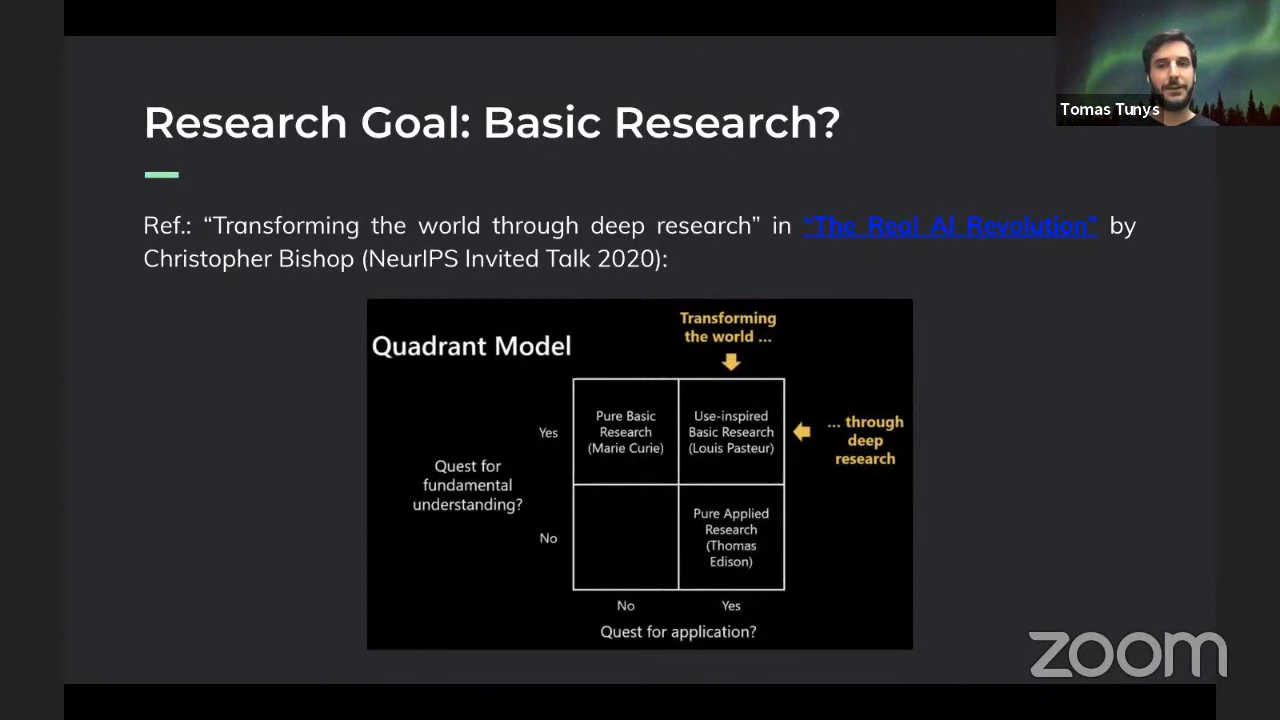 Tomas Tunys
Research Goal: Basic Research?
Ref.: “Transforming the world through deep research” in “The Real AI Revolution” by
Christopher Bishop (NeurIPS Invited Talk 2020):
Quadrant Model
Transforming
the world ...
Yes
Pure Basic
Research
(Marie Curie)
Use-inspired
Basic Research
(Louis Pasteur)
... through
deep
research
Quest for
fundamental
understanding?
No
Pure Applied
Research
(Thomas
Edison)
No
Yes
Quest for application?
zoom